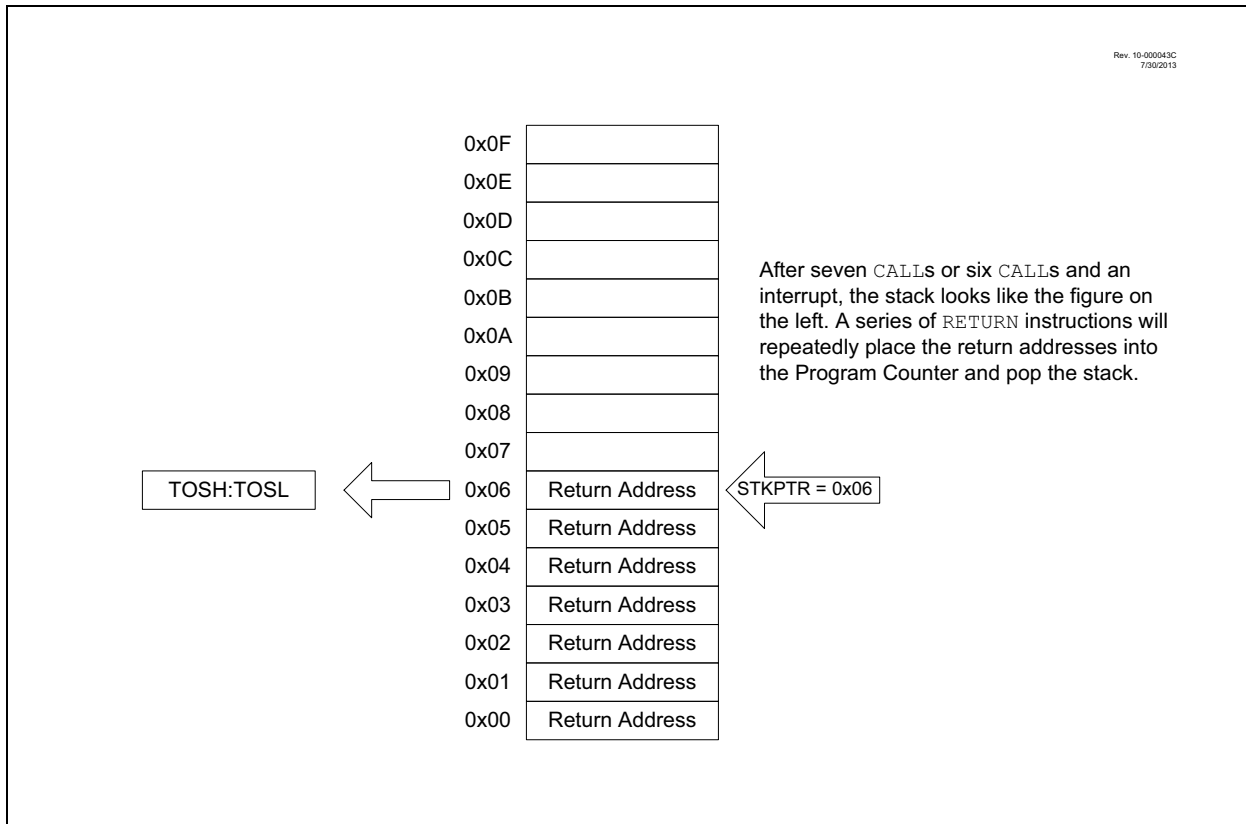 Rev. 10-000043C
7/30/2013
0x0F
0x0E
0x0D
0x0C
0x0B
0x0A
0x09
0x08
0x07
After seven CALLs or six CALLs and an
interrupt, the stack looks like the figure on
the left. A series of RETURN instructions will
repeatedly place the return addresses into
the Program Counter and pop the stack.
TOSH:TOSL
0x06 Return Address
STKPTR = 0x06
0x05 Return Address
0x04 Return Address
0x03 Return Address
0x02 Return Address
0x01 Return Address
0x00 Return Address